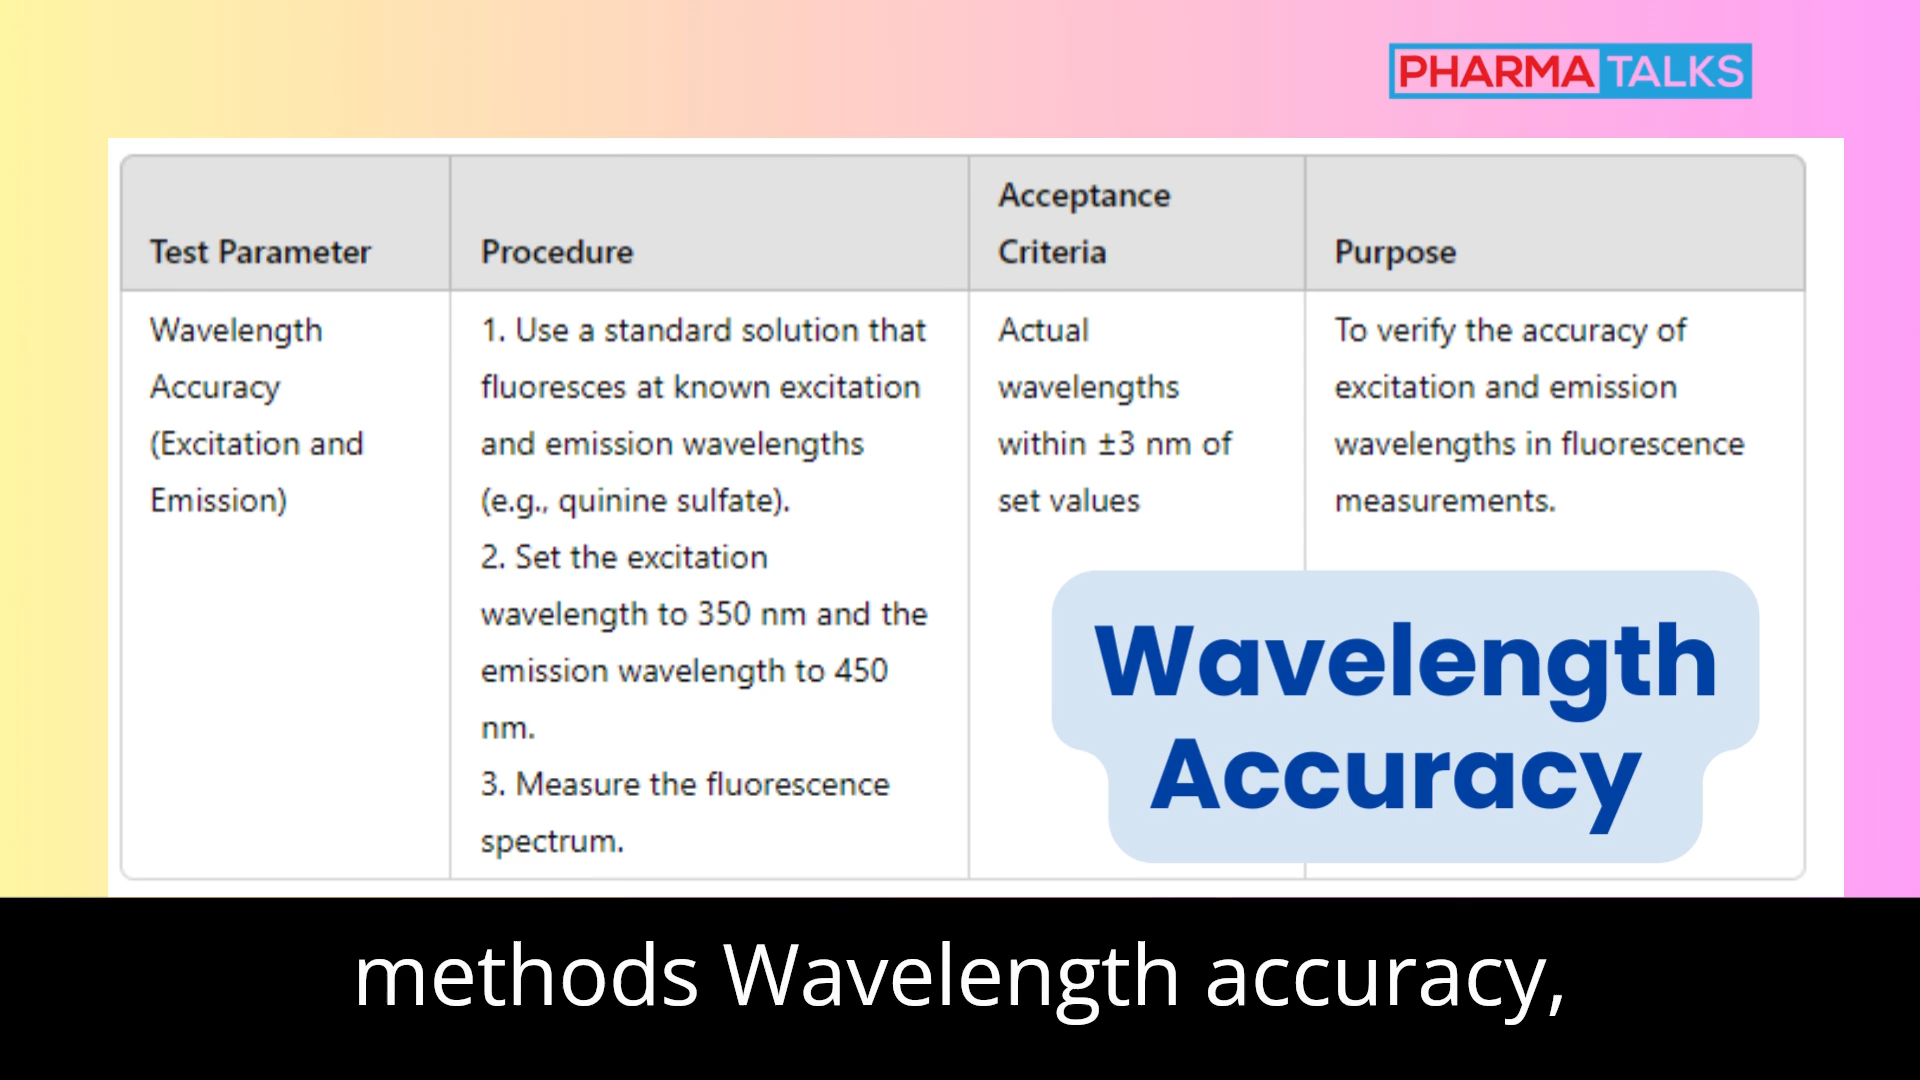 PHARMA TALKS
Test Parameter
Procedure
Acceptance
Criteria
Purpose
Wavelength
Accuracy
(Excitation and
Emission)
1. Use a standard solution that
fluoresces at known excitation
and emission wavelengths
(e.g., quinine sulfate).
2. Set the excitation
wavelength to 350 nm and the
emission wavelength to 450
nm.
3. Measure the fluorescence
spectrum.
Actual
wavelengths
within ±3 nm of
set values
To verify the accuracy of
excitation and emission
wavelengths in fluorescence
measurements.
Wavelength
Accuracy
methods Wavelength accuracy,